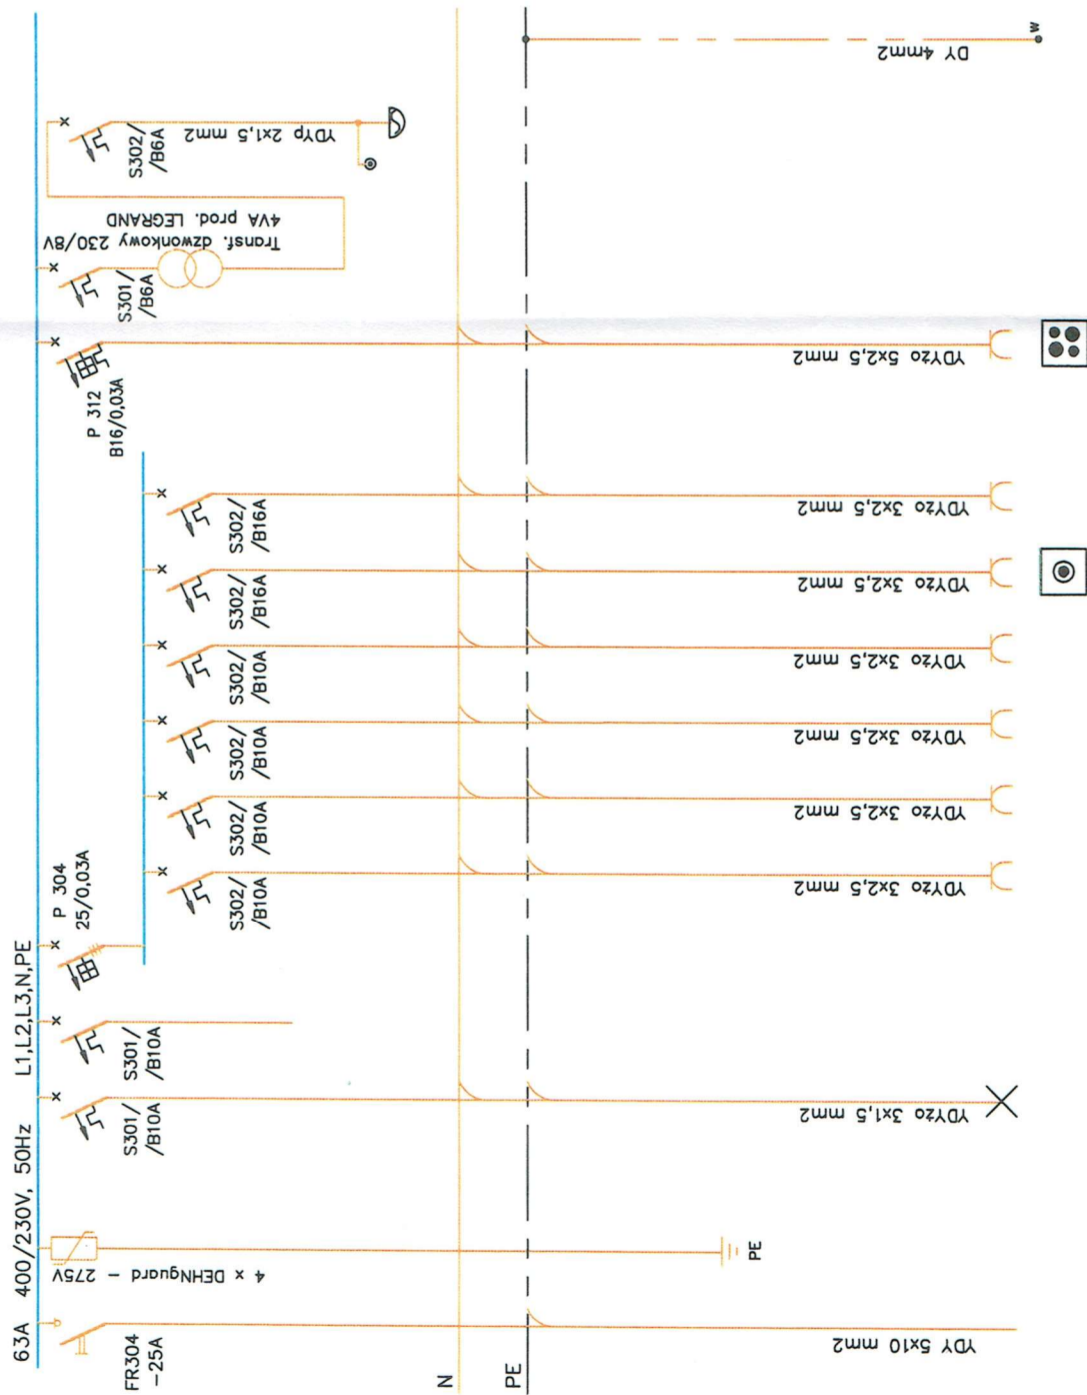 63A 400/230V, 50Hz L1,L2,L3,N,PE
FR304
-25A
YDY 5x10 mm2
4 x DEHNguard - 275V
PE
S301/
/B10A
YDYżo 3x1,5 mm2
S301/
/B10A
P 304
25/0,03A
S302/
/B10A
YDYżo 3x2,5 mm2
S302/
/B10A
YDYżo 3x2,5 mm2
S302/
/B10A
YDYżo 3x2,5 mm2
S302/
/B10A
YDYżo 3x2,5 mm2
S302/
/B16A
YDYżo 3x2,5 mm2
S302/
/B16A
YDYżo 3x2,5 mm2
P 312
B16/0,03A
YDYżo 5x2,5 mm2
S301/
/B6A
Transf. dzwonkowy 230/8V
4VA prod. LEGRAND
S302/
/B6A
YDYp 2x1,5 mm2
DY 4mm2
w
N
PE